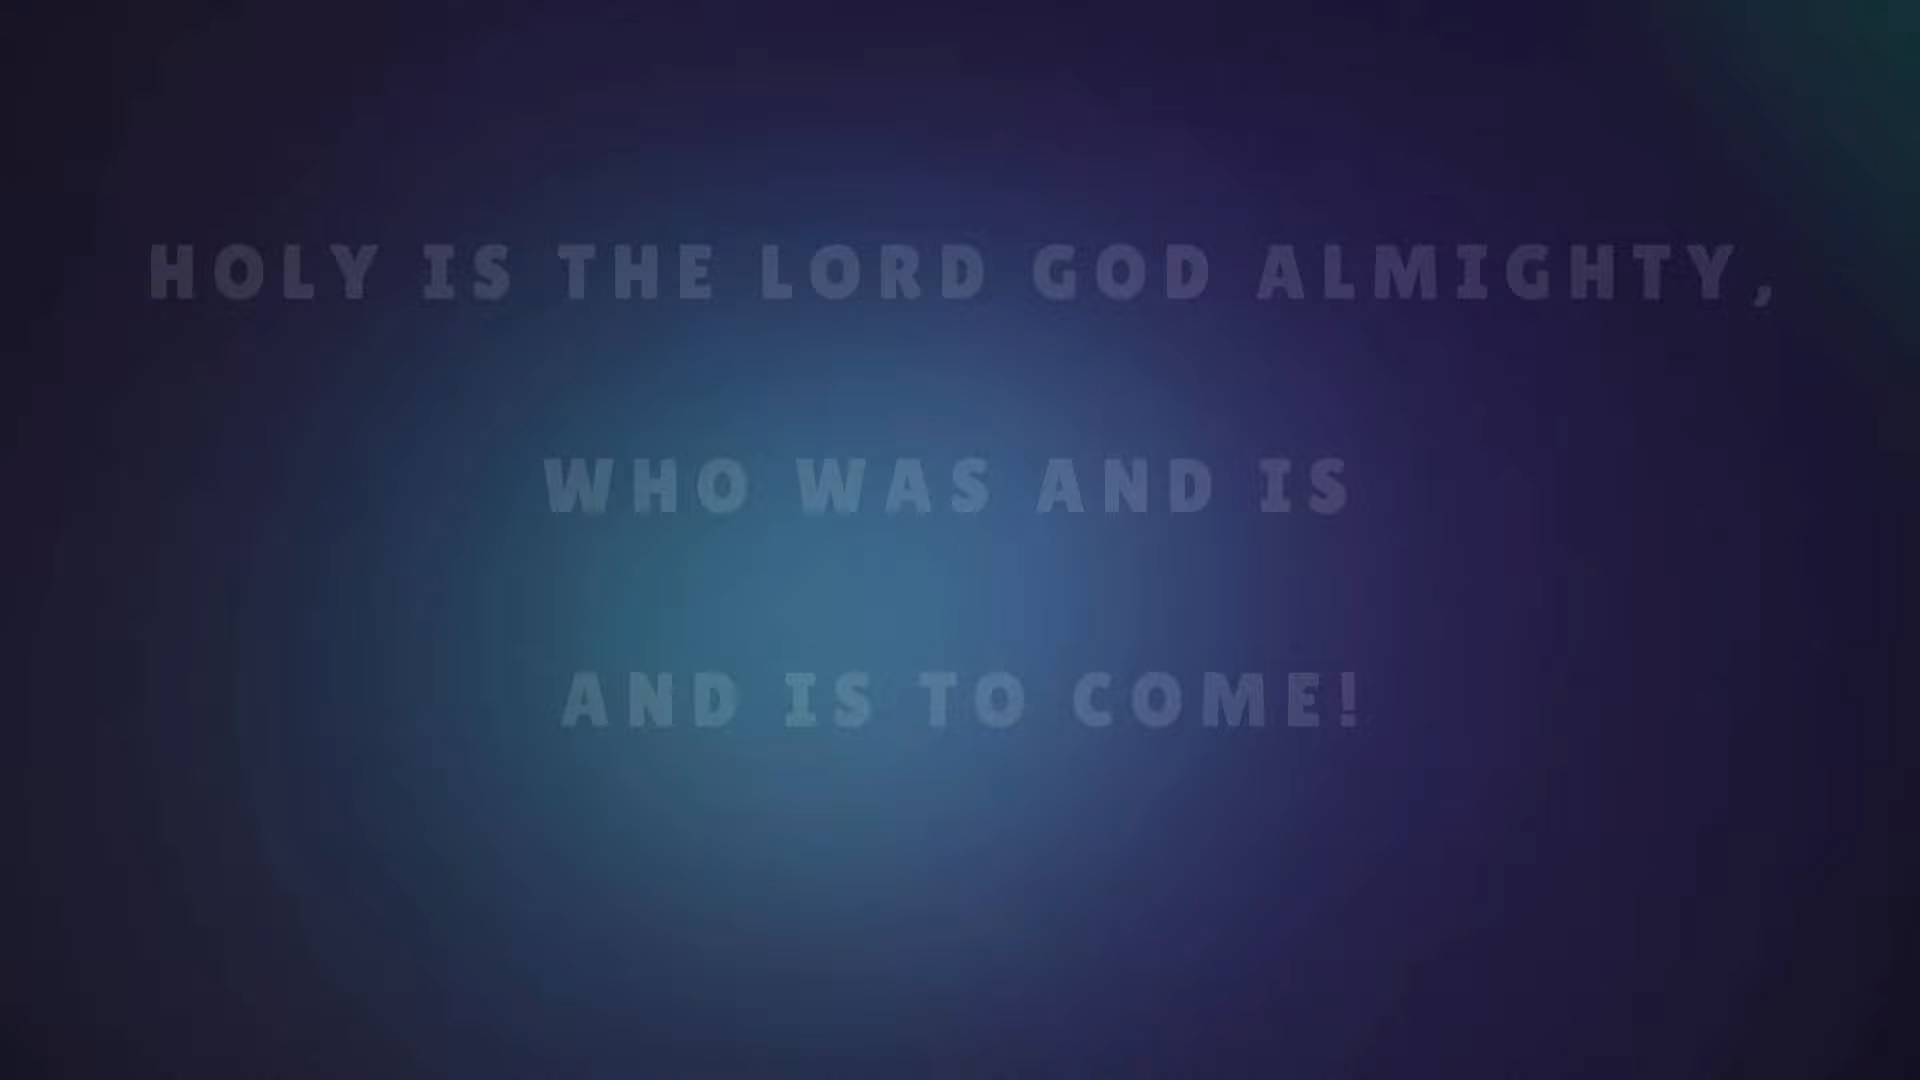 HOLY IS THE LORD GOD ALMIGHTY,
WHO WAS AND IS
AND IS TO COME!